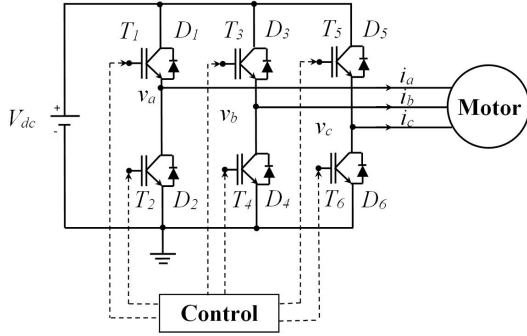 T1 D1 T3 D3 T5 D5
ia
va
ib
Motor
vb
ic
vc
+
Vdc
-
T2 D2 T4 D4 T6 D6
Control